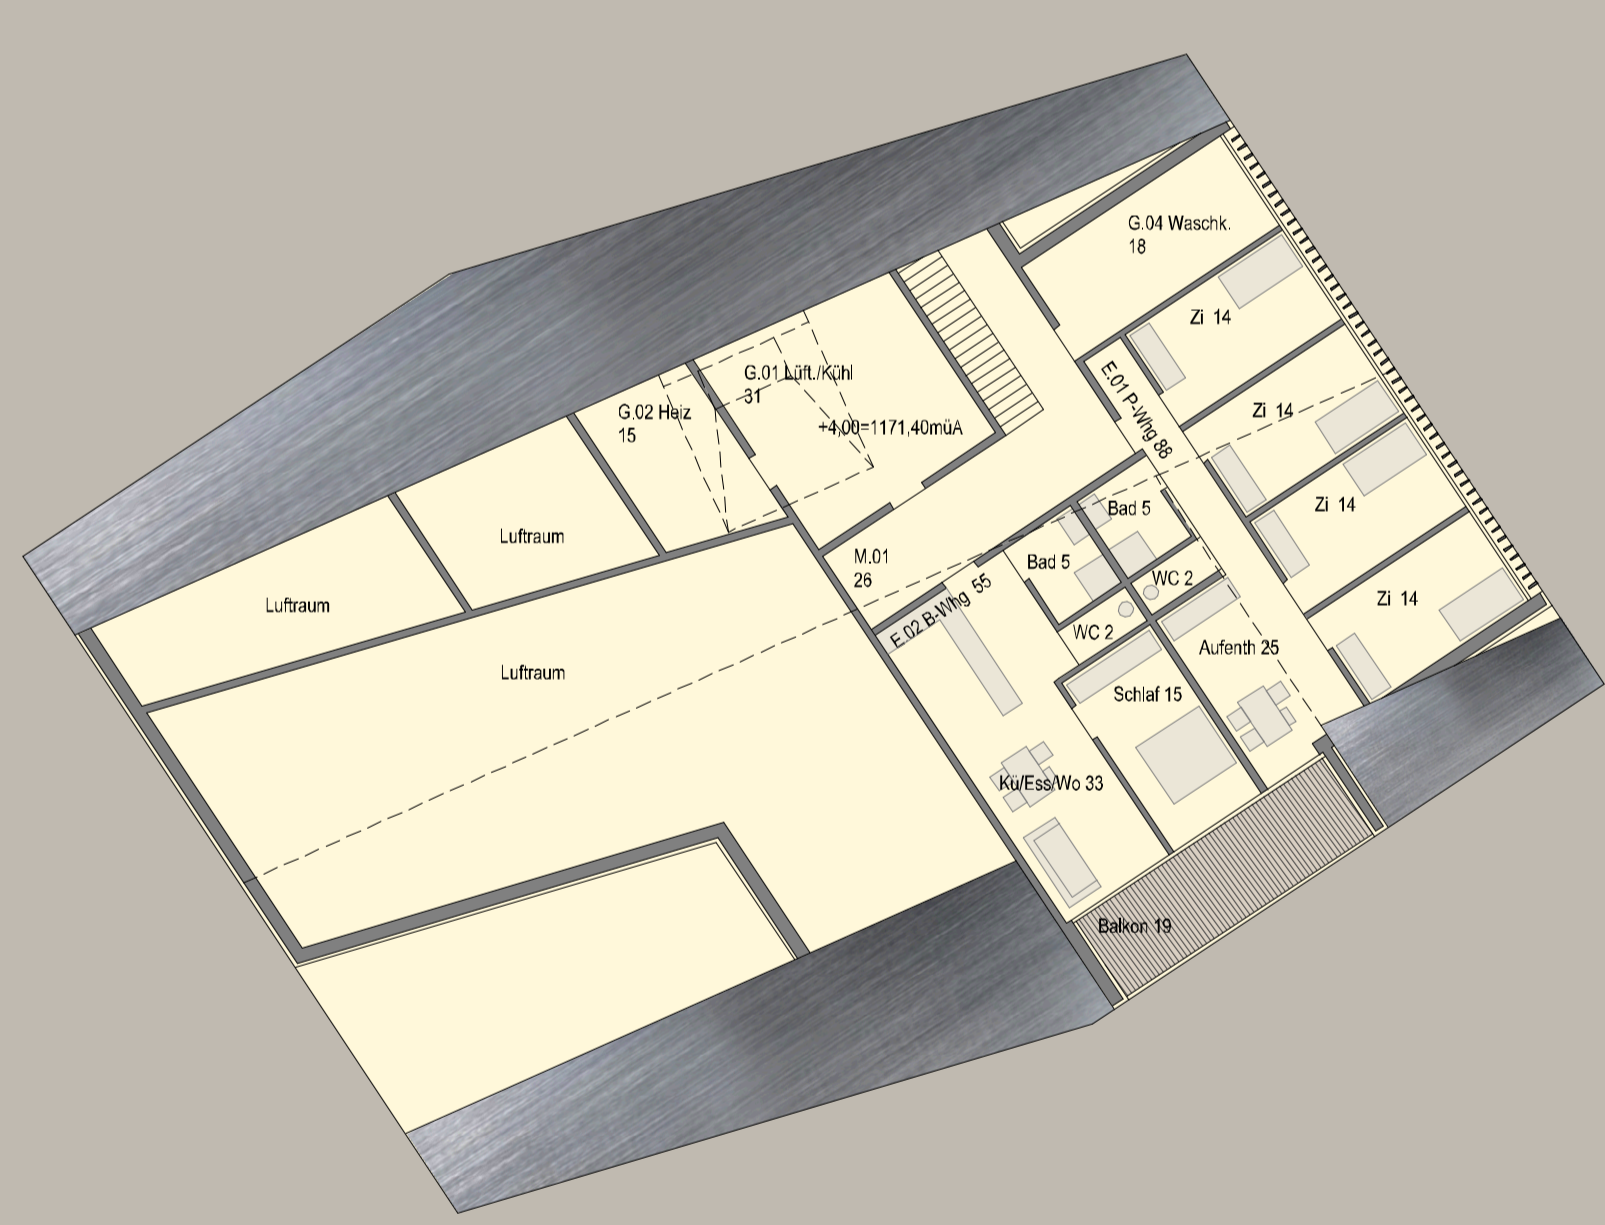 G.04 Waschk.
18
Zi 14
G.01 Lüft./Kühl
31
E.01 P-Whg 88
G.02 Heiz
15
Zi 14
+4,00=1171,40müA
Zi 14
Bad 5
Luftraum
M.01
26
Bad 5
WC 2
E.02 B-Whg 55
Luftraum
Zi 14
WC 2
Aufenth 25
Luftraum
Schlaf 15
Kü/Ess/Wo 33
Balkon 19